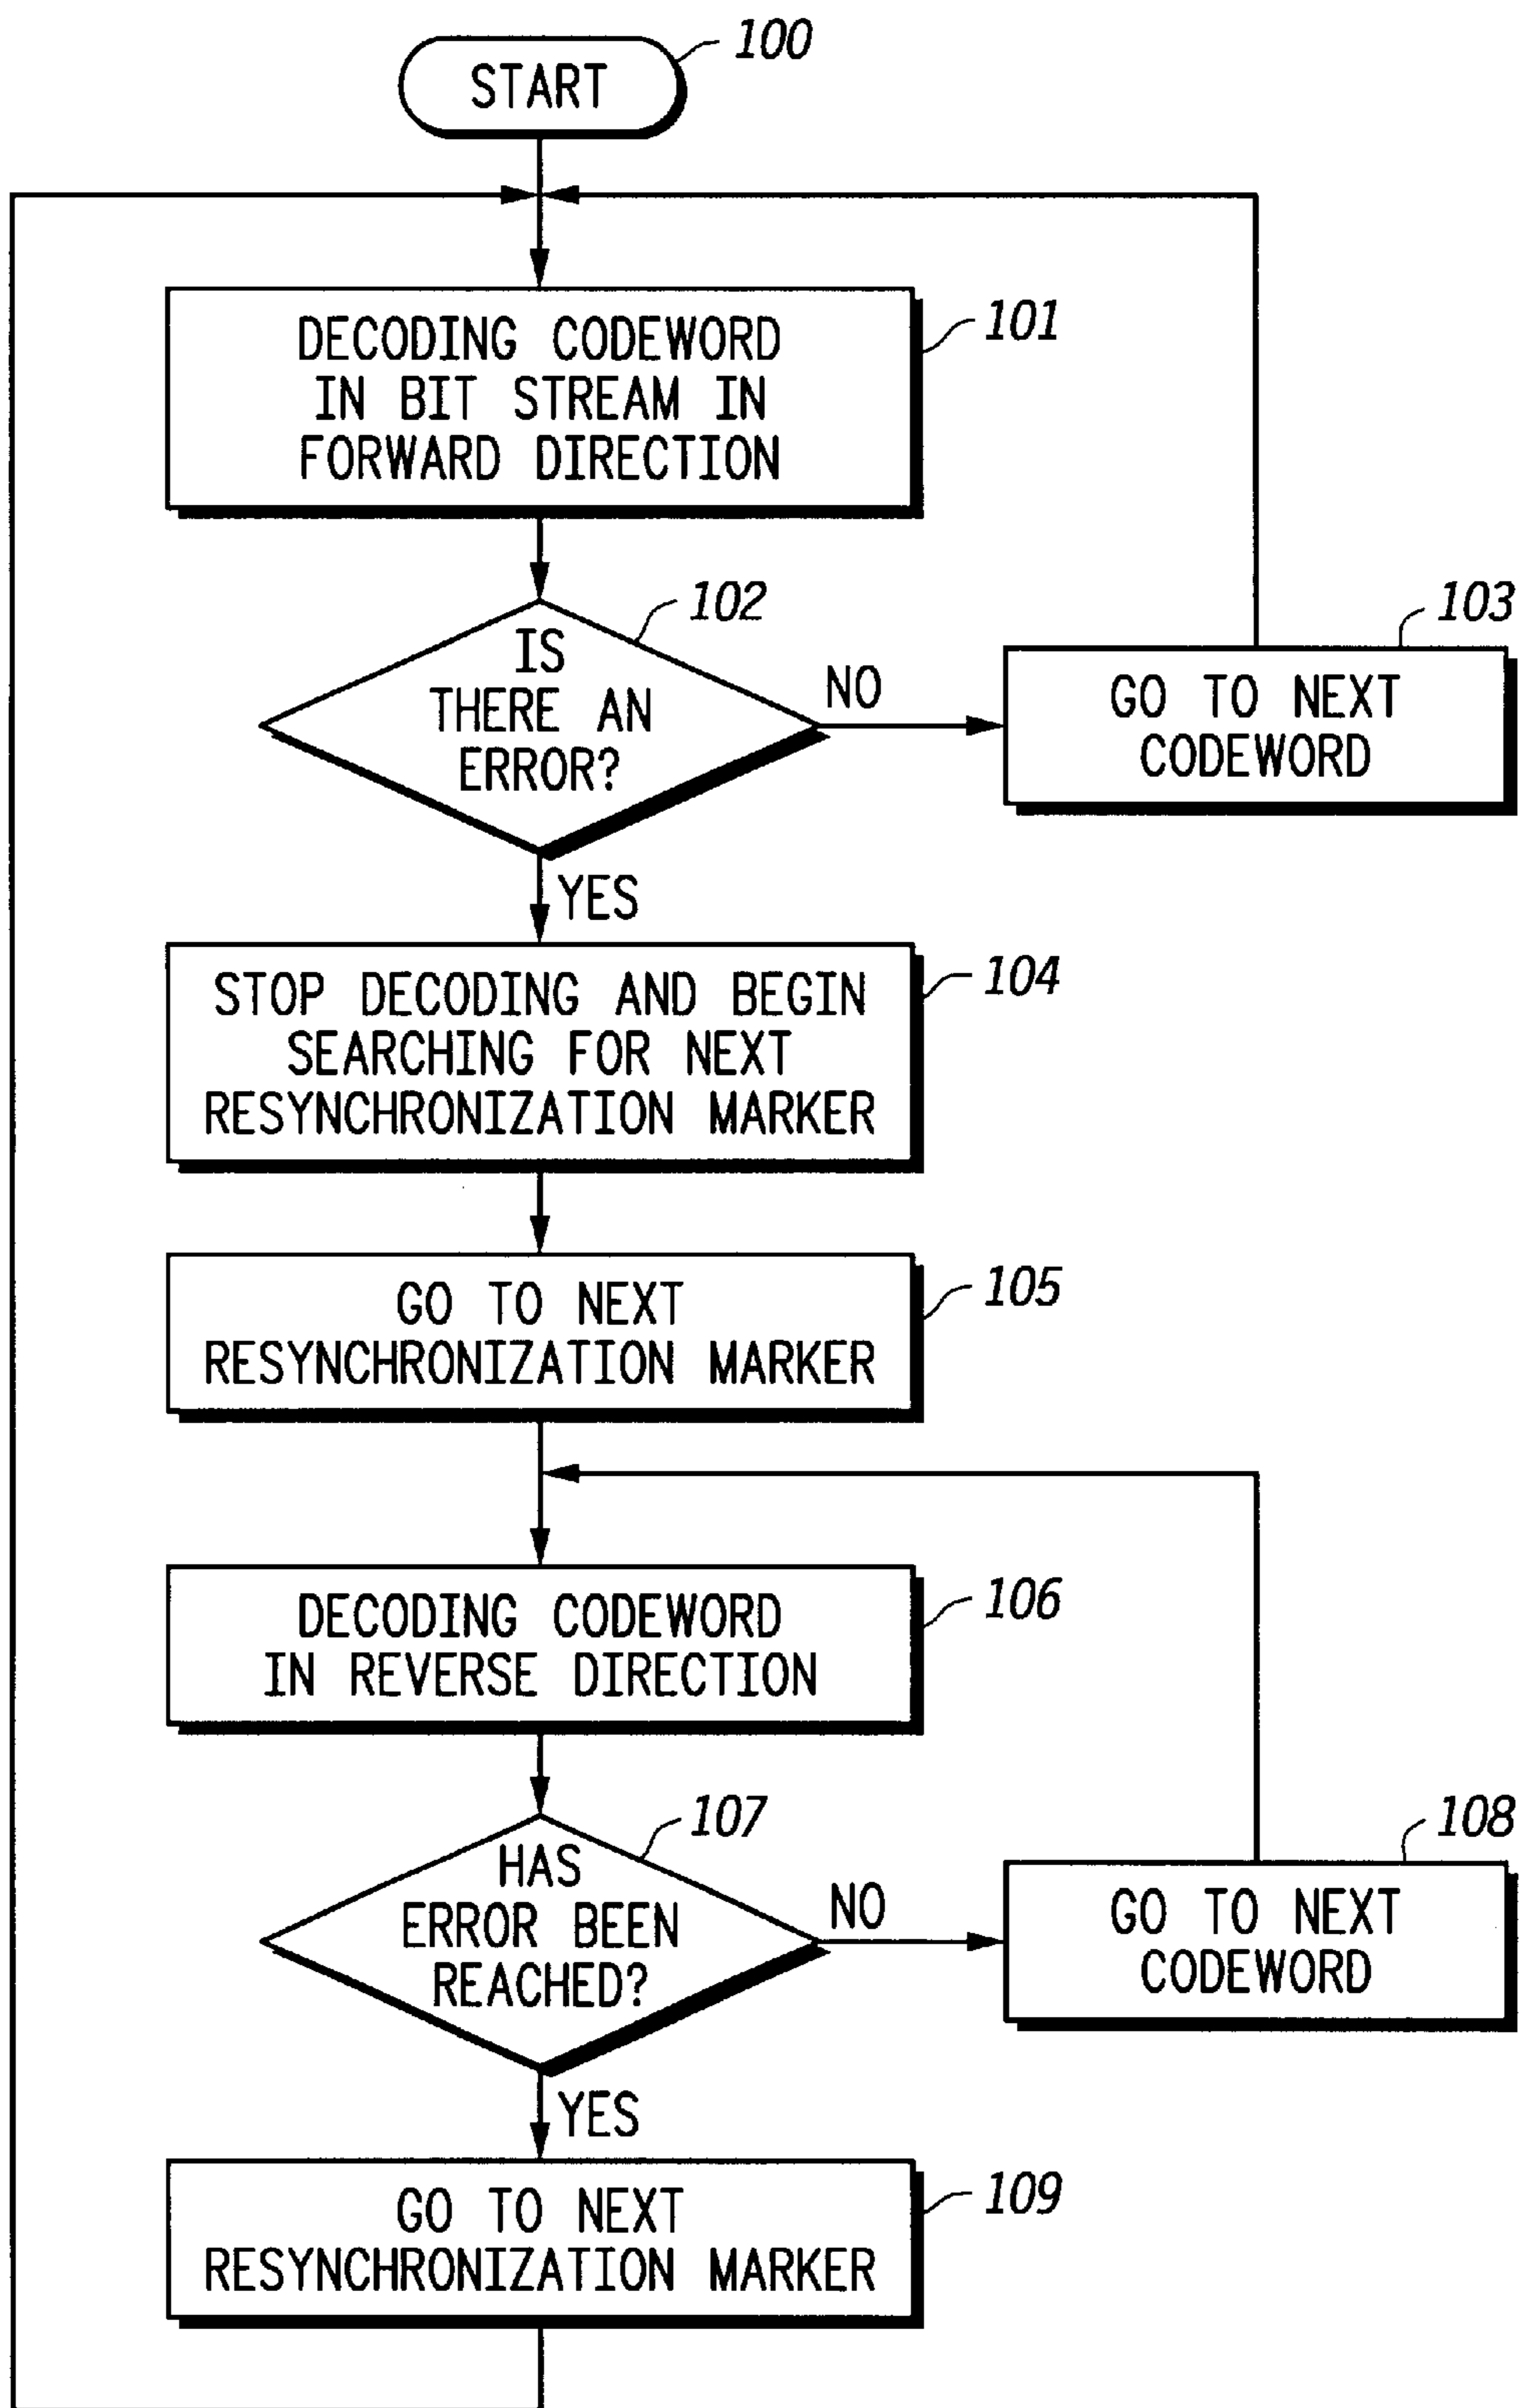 100
START
101
DECODING CODEWORD
IN BIT STREAM IN
FORWARD DIRECTION
102
IS
THERE AN
ERROR?
NO
103
GO TO NEXT
CODEWORD
YES
104
STOP DECODING AND BEGIN
SEARCHING FOR NEXT
RESYNCHRONIZATION MARKER
105
GO TO NEXT
RESYNCHRONIZATION MARKER
106
DECODING CODEWORD
IN REVERSE DIRECTION
107
HAS
ERROR BEEN
REACHED?
NO
108
GO TO NEXT
CODEWORD
YES
109
GO TO NEXT
RESYNCHRONIZATION MARKER